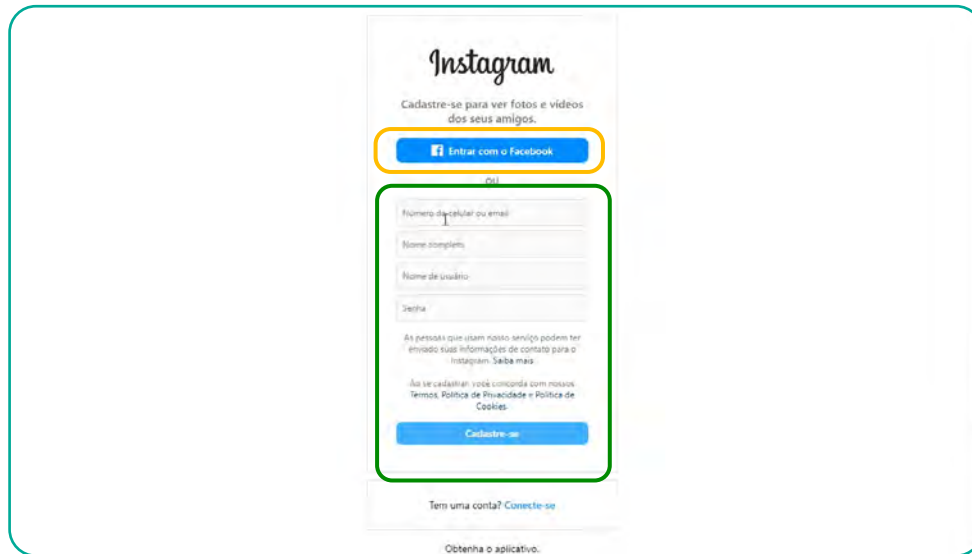 Instagram
Cadastre-se para ver fotos e vídeos
dos seus amigos.
Entrar com o Facebook
OU
Número de celular ou email
Nome completo
Nome de usuário
Senha
As pessoas que usam nosso serviço podem ter
enviado suas informações de contato para o
Instagram. Saiba mais
Ao se cadastrar, você concorda com nossos
Termos, Política de Privacidade e Política de
Cookies.
Cadastre-se
Tem uma conta? Conecte-se
Obtenha o aplicativo.